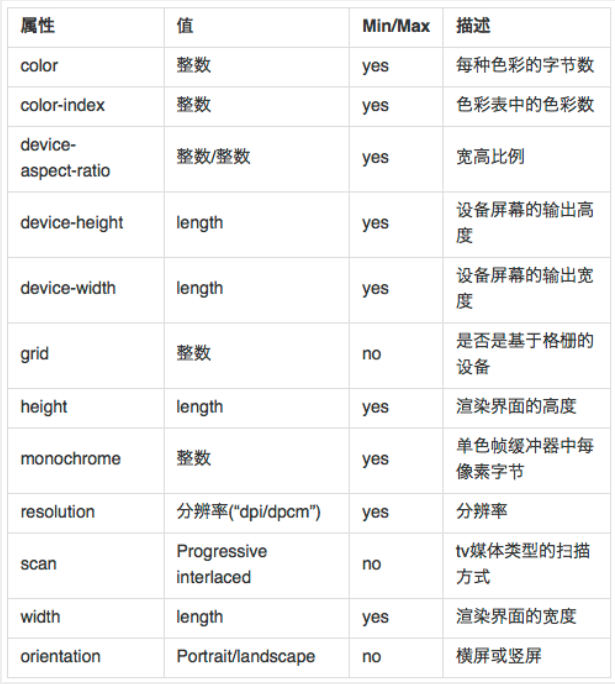 属性 值 Min/Max 描述
color 整数 yes 每种色彩的字节数
color-index 整数 yes 色彩表中的色彩数
device-
aspect-ratio 整数/整数 yes 宽高比例
device-height length yes 设备屏幕的输出高
度
device-width length yes 设备屏幕的输出宽
度
grid 整数 no 是否是基于格栅的
设备
height length yes 渲染界面的高度
monochrome 整数 yes 单色帧缓冲器中每
像素字节
resolution 分辨率(“dpi/dpcm”) yes 分辨率
scan Progressive
interlaced no tv媒体类型的扫描
方式
width length yes 渲染界面的宽度
orientation Portrait/landscape no 横屏或竖屏